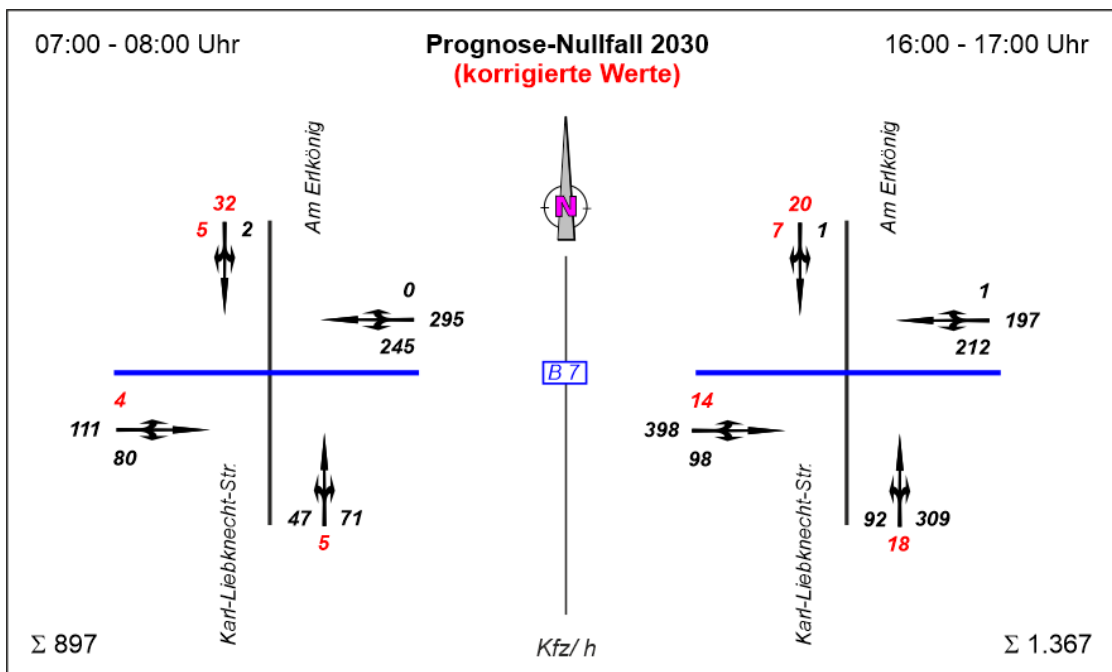 07:00 - 08:00 Uhr
Prognose-Nullfall 2030
(korrigierte Werte)
16:00 - 17:00 Uhr
Am Erlkönig
32
5 2
0
295
245
4
111
80
47 71
5
Karl-Liebknecht-Str.
Σ 897
N
B 7
Kfz/ h
Am Erlkönig
20
7 1
1
197
212
14
398
98
92 309
18
Karl-Liebknecht-Str.
Σ 1.367